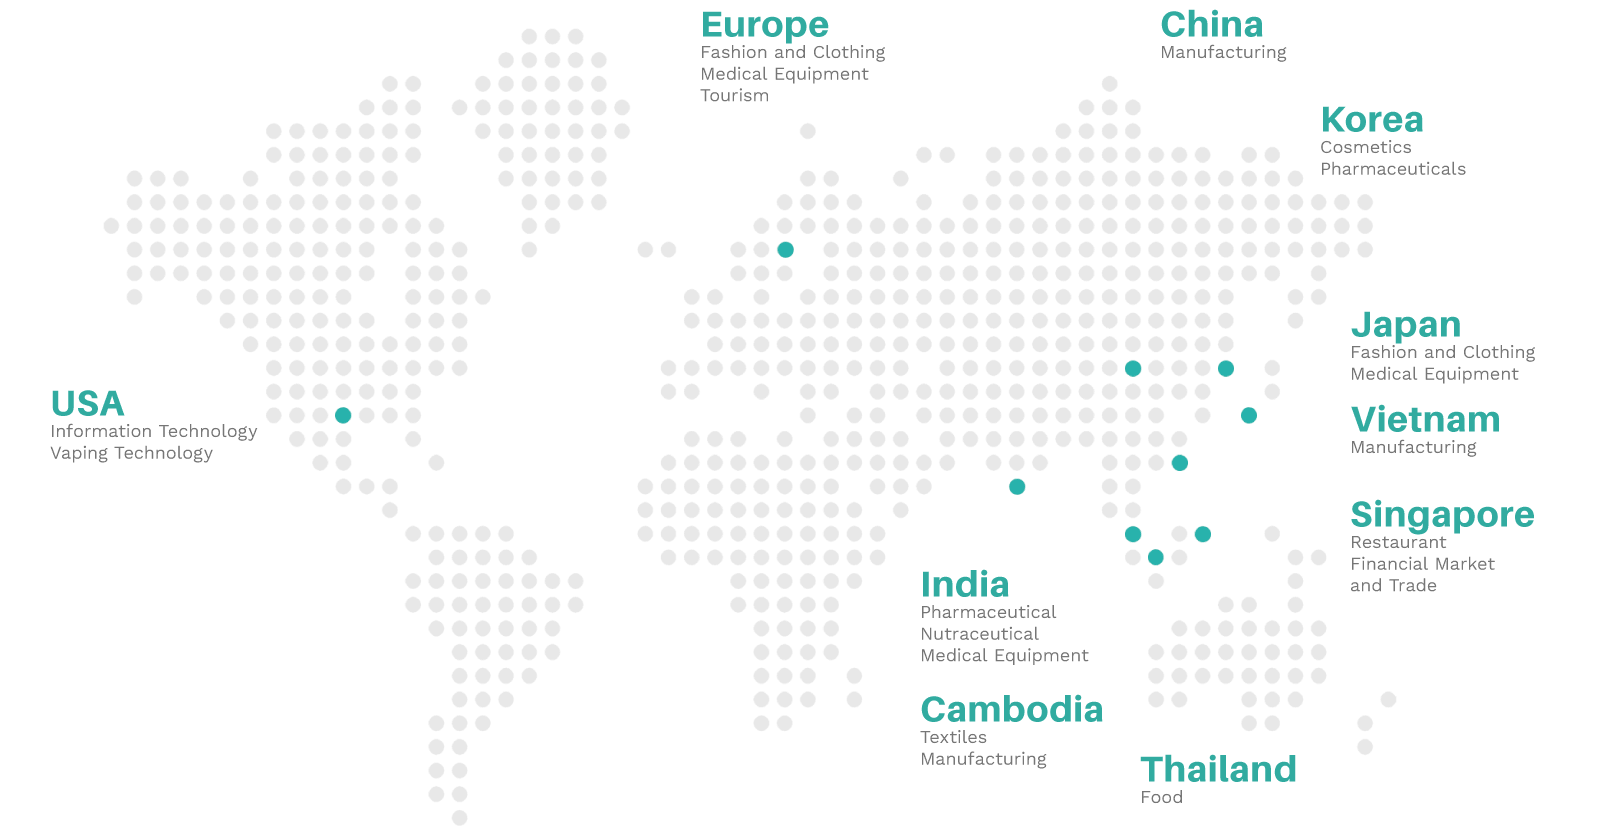 Europe
Fashion and Clothing
Medical Equipment
Tourism
China
Manufacturing
Korea
Cosmetics
Pharmaceuticals
Japan
Fashion and Clothing
Medical Equipment
USA
Information Technology
Vaping Technology
Vietnam
Manufacturing
Singapore
Restaurant
Financial Market
and Trade
India
Pharmaceutical
Nutraceutical
Medical Equipment
Cambodia
Textiles
Manufacturing
Thailand
Food